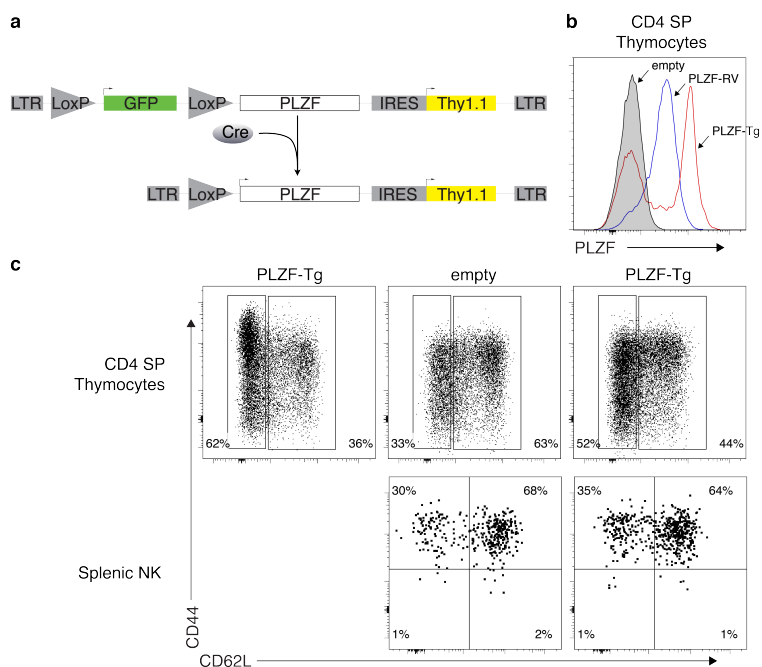 a
LTR LoxP GFP LoxP PLZF IRES Thy1.1 LTR
Cre
LTR LoxP PLZF IRES Thy1.1 LTR
b
CD4 SP
Thymocytes
empty
PLZF-RV
PLZF-Tg
PLZF
c
PLZF-Tg empty PLZF-Tg
CD4 SP
Thymocytes
62% 36% 33% 63% 52% 44%
30% 68% 35% 64%
Splenic NK
1% 2% 1% 1%
CD44
CD62L